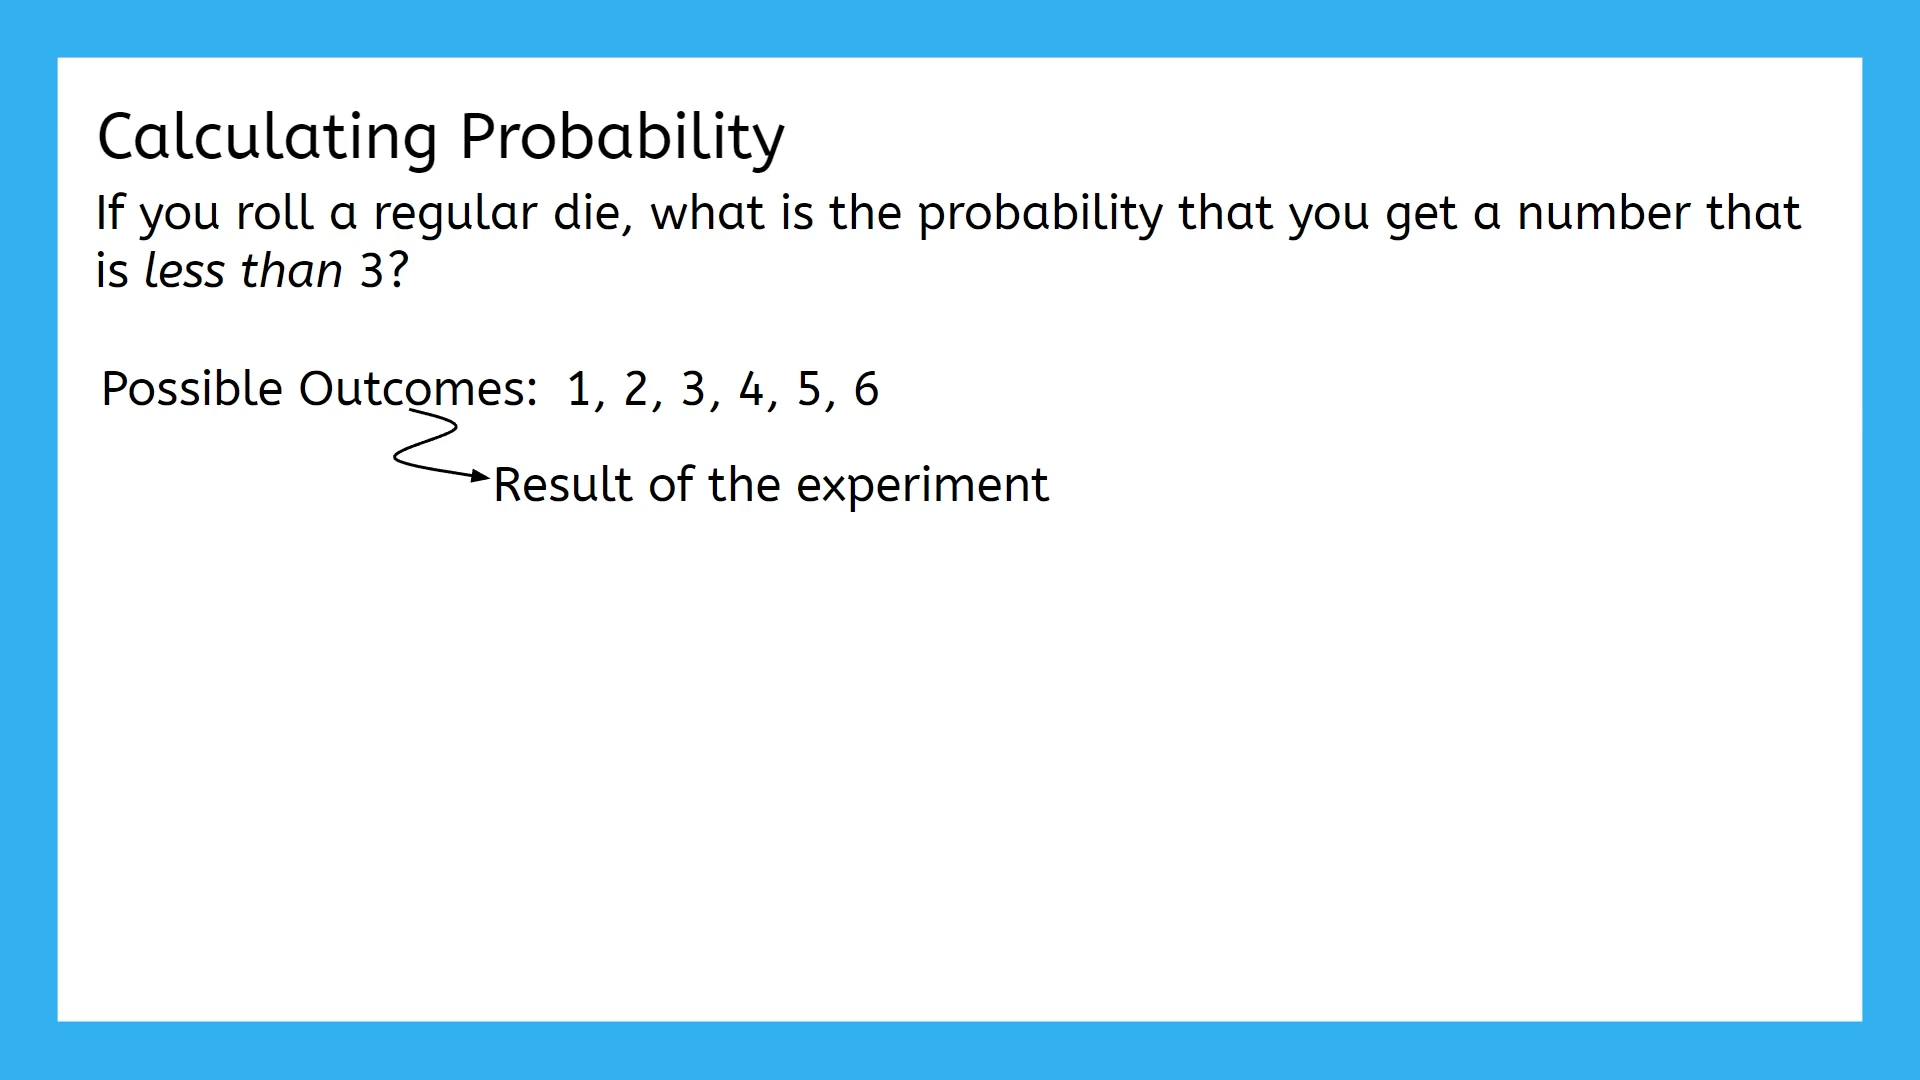 Calculating Probability
If you roll a regular die, what is the probability that you get a number that
is less than 3?
Possible Outcomes: 1, 2, 3, 4, 5, 6
Result of the experiment